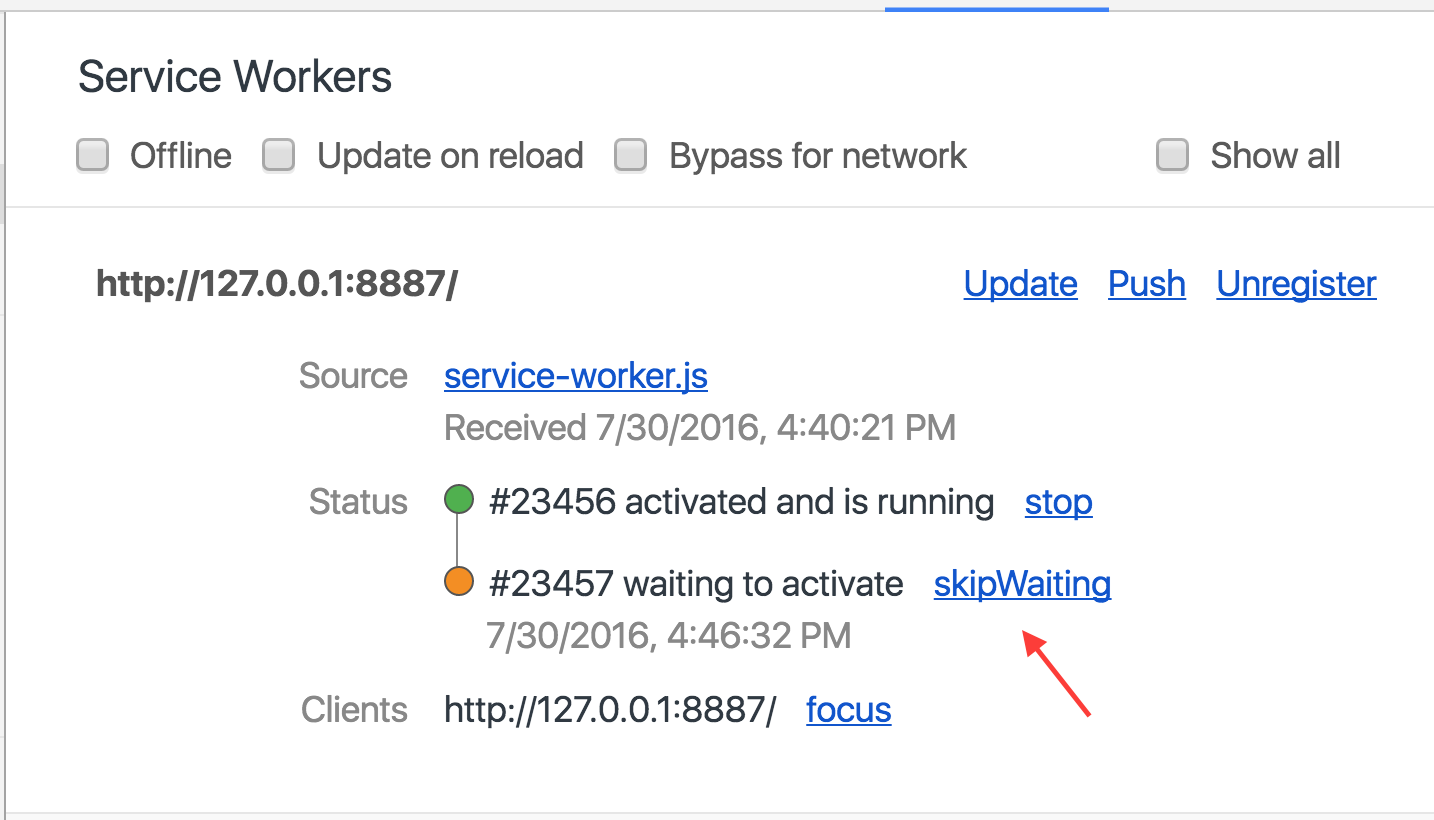 Service Workers
Offline Update on reload Bypass for network Show all
http://127.0.0.1:8887/ Update Push Unregister
Source service-worker.js
Received 7/30/2016, 4:40:21 PM
Status #23456 activated and is running stop
#23457 waiting to activate skipWaiting
7/30/2016, 4:46:32 PM
Clients http://127.0.0.1:8887/ focus